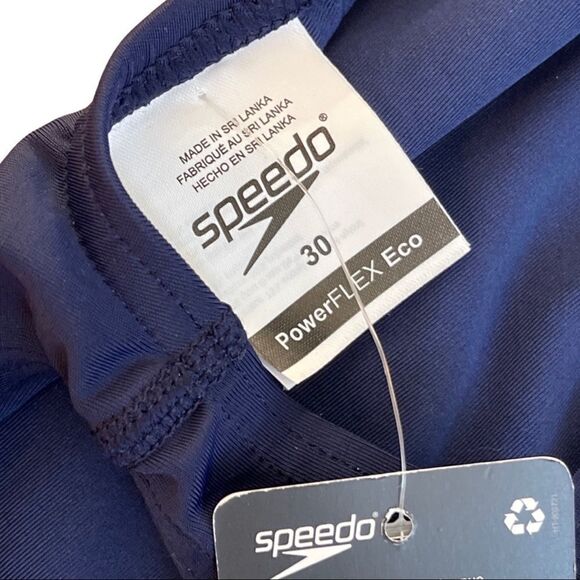 MADE IN SRI LANKA
FABRIQUÉ AU SRI LANKA
HECHO EN SRI LANKA
speedo®
30
PowerFLEX Eco
speedo